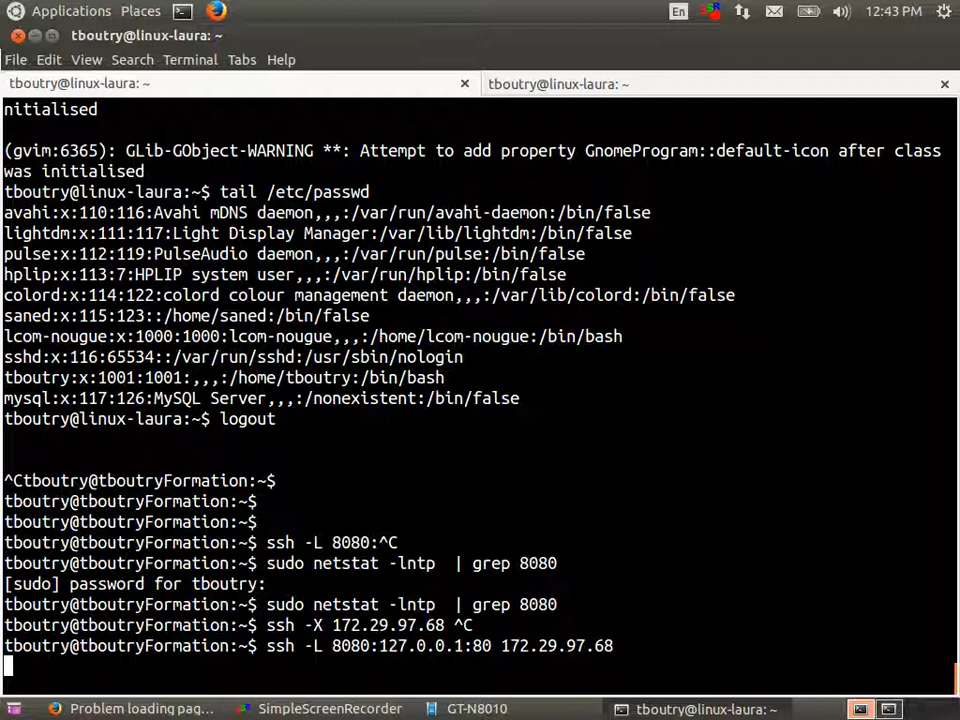 Applications Places En 12:43 PM
tboutry@linux-laura: ~
File Edit View Search Terminal Tabs Help
tboutry@linux-laura: ~ × tboutry@linux-laura: ~ ×
nitialised
(gvim:6365): GLib-GObject-WARNING **: Attempt to add property GnomeProgram::default-icon after class
was initialised
tboutry@linux-laura:~$ tail /etc/passwd
avahi:x:110:116:Avahi mDNS daemon,,,:/var/run/avahi-daemon:/bin/false
lightdm:x:111:117:Light Display Manager:/var/lib/lightdm:/bin/false
pulse:x:112:119:PulseAudio daemon,,,:/var/run/pulse:/bin/false
hplip:x:113:7:HPLIP system user,,,:/var/run/hplip:/bin/false
colord:x:114:122:colord colour management daemon,,,:/var/lib/colord:/bin/false
saned:x:115:123::/home/saned:/bin/false
lcom-nougue:x:1000:1000:lcom-nougue,,,:/home/lcom-nougue:/bin/bash
sshd:x:116:65534::/var/run/sshd:/usr/sbin/nologin
tboutry:x:1001:1001:,,,:/home/tboutry:/bin/bash
mysql:x:117:126:MySQL Server,,,:/nonexistent:/bin/false
tboutry@linux-laura:~$ logout
^Ctboutry@tboutryFormation:~$
tboutry@tboutryFormation:~$
tboutry@tboutryFormation:~$
tboutry@tboutryFormation:~$ ssh -L 8080:^C
tboutry@tboutryFormation:~$ sudo netstat -lntp  | grep 8080
[sudo] password for tboutry:
tboutry@tboutryFormation:~$ sudo netstat -lntp  | grep 8080
tboutry@tboutryFormation:~$ ssh -X 172.29.97.68 ^C
tboutry@tboutryFormation:~$ ssh -L 8080:127.0.0.1:80 172.29.97.68
Problem loading pag... SimpleScreenRecorder GT-N8010 tboutry@linux-laura: ~